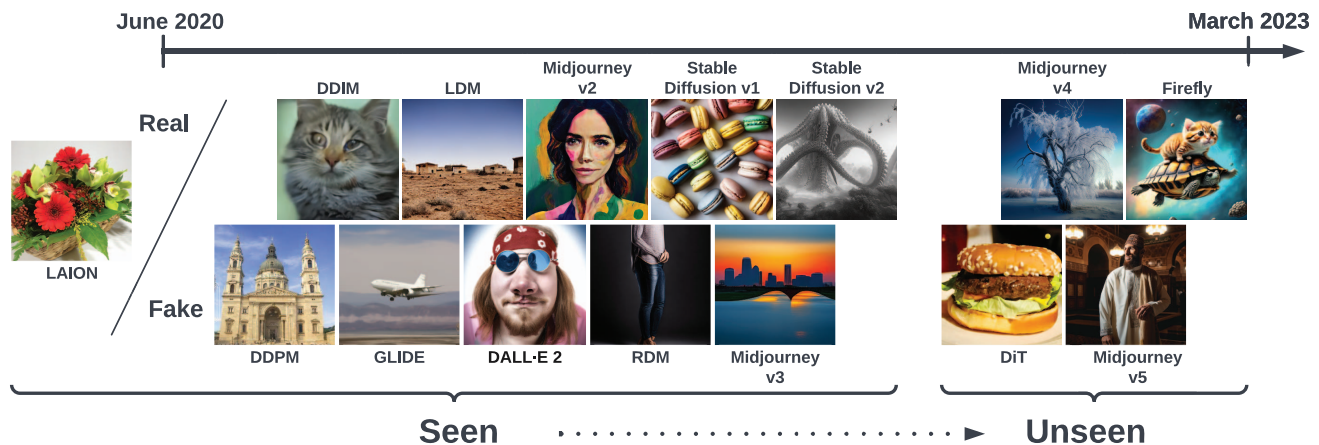 June 2020
March 2023
Real
Fake
LAION
DDIM
LDM
Midjourney
v2
Stable
Diffusion v1
Stable
Diffusion v2
Midjourney
v4
Firefly
DDPM
GLIDE
DALL·E 2
RDM
Midjourney
v3
DiT
Midjourney
v5
Seen
Unseen